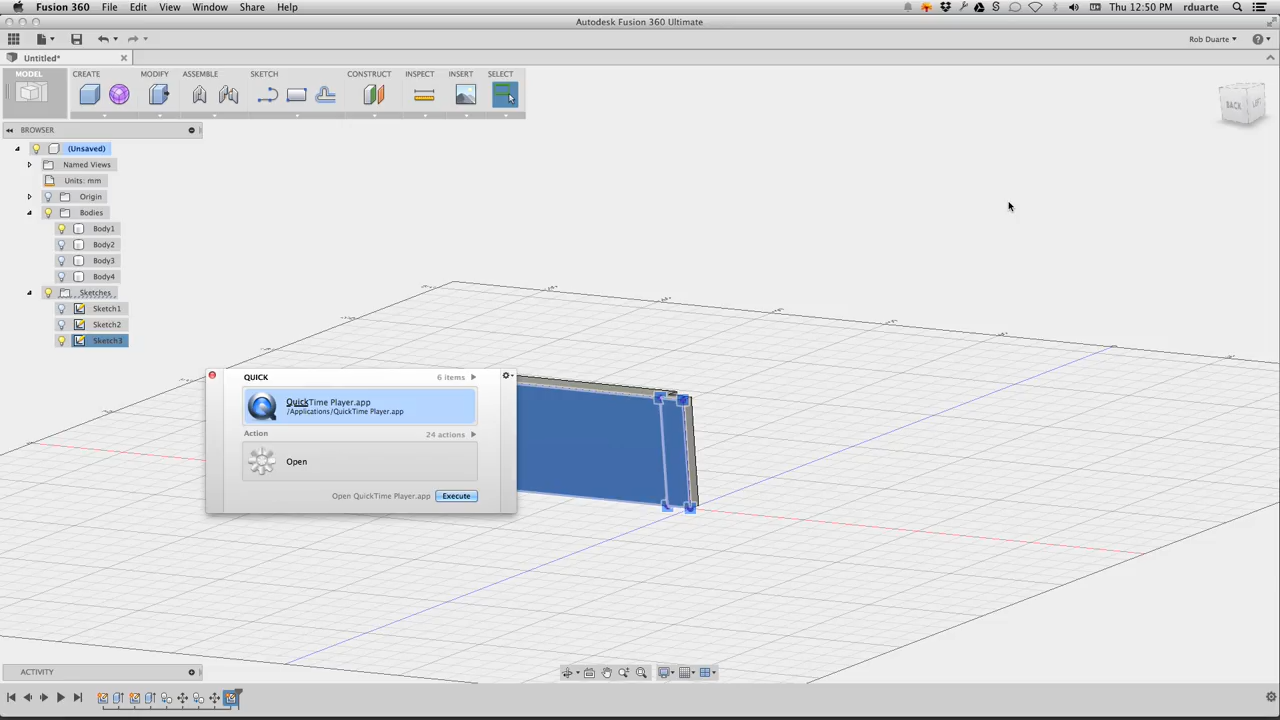 Fusion 360 File Edit View Window Share Help Thu 12:50 PM rduarte
Autodesk Fusion 360 Ultimate
Rob Duarte
Untitled*
MODEL CREATE MODIFY ASSEMBLE SKETCH CONSTRUCT INSPECT INSERT SELECT
BACK LEFT
BROWSER
(Unsaved)
Named Views
Units: mm
Origin
Bodies
Body1
Body2
Body3
Body4
Sketches
Sketch1
Sketch2
Sketch3
QUICK 6 items
QuickTime Player.app
/Applications/QuickTime Player.app
Action 24 actions
Open
Open QuickTime Player.app Execute
ACTIVITY